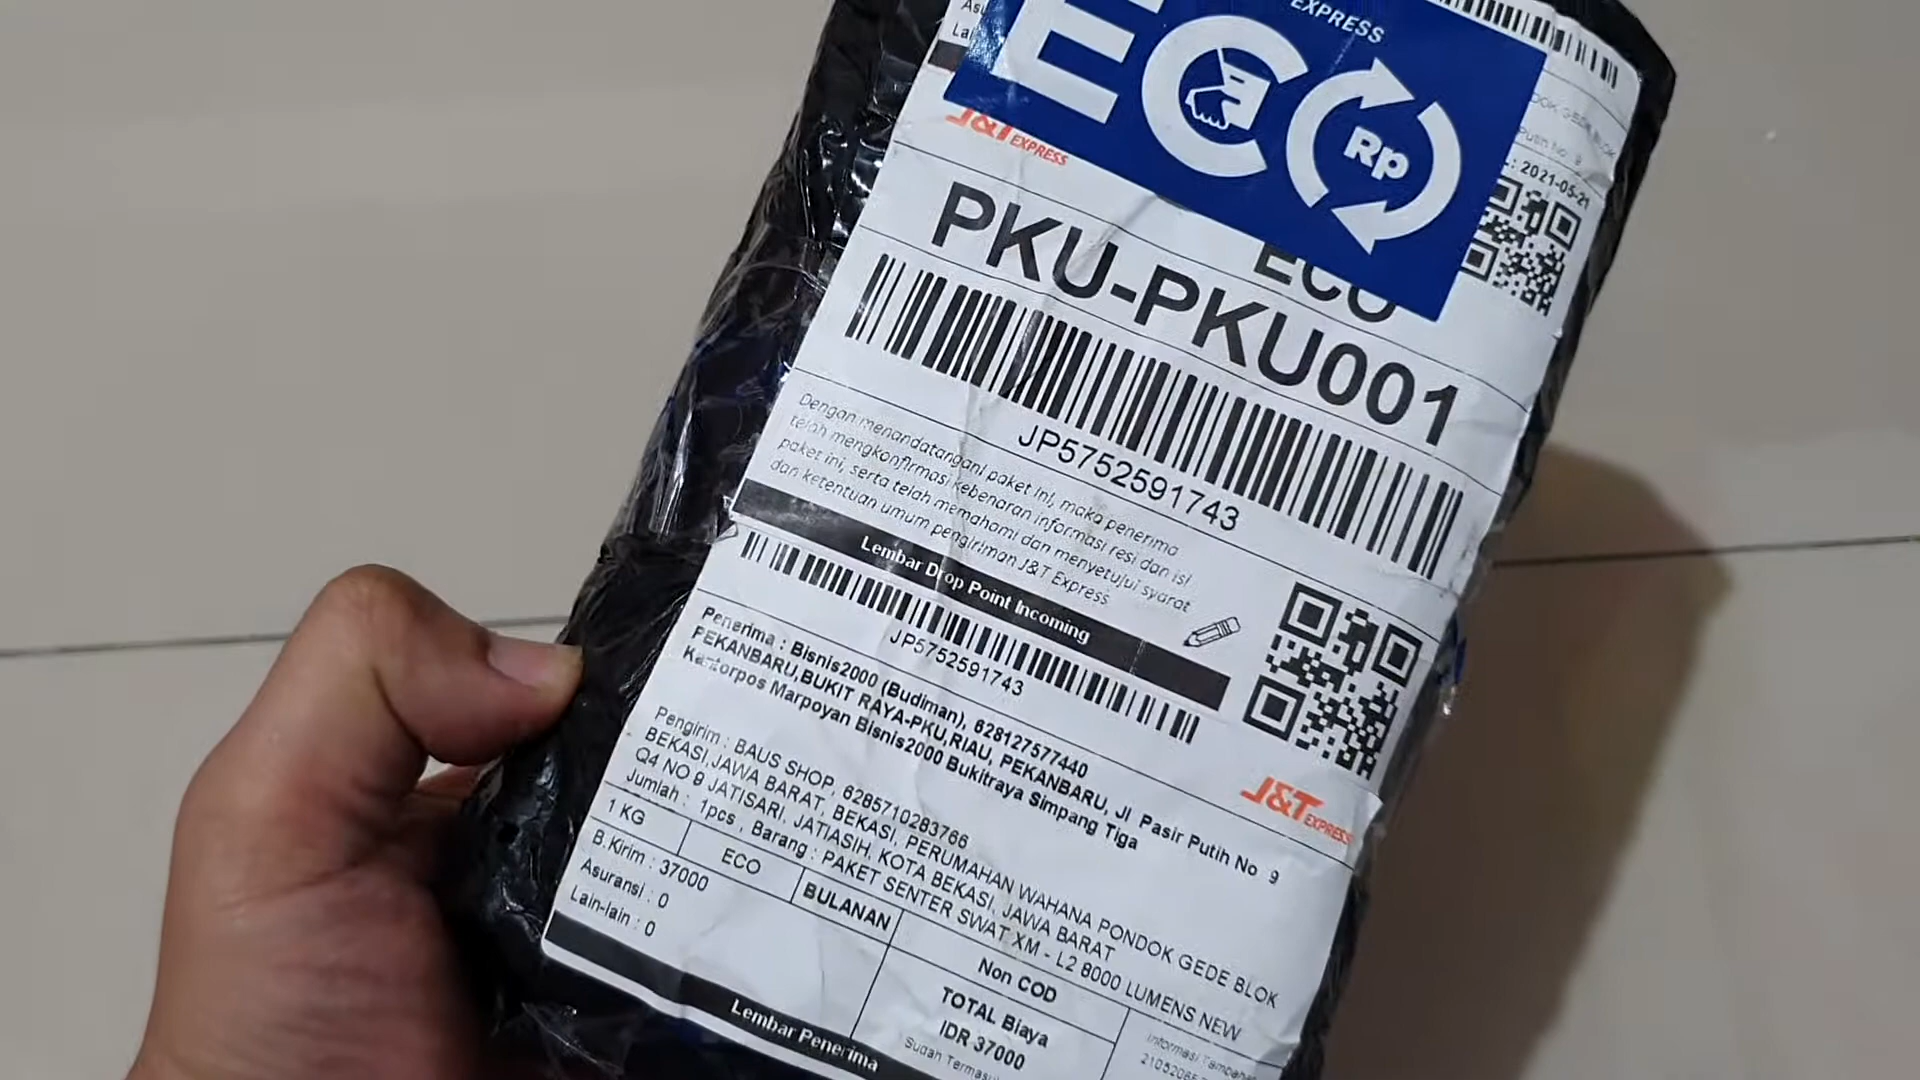 EXPRESS
ECO
Rp
J&T EXPRESS
: 2021-05-21
ECO
PKU-PKU001
JP5752591743
Dengan menandatangani paket ini, maka penerima
telah mengkonfirmasi kebenaran informasi resi dan isi
paket ini, serta telah memahami dan menyetujui syarat
dan ketentuan umum pengiriman J&T Express
Lembar Drop Point Incoming
JP5752591743
Penerima : Bisnis2000 (Budiman), 628127577440
PEKANBARU,BUKIT RAYA-PKU,RIAU, PEKANBARU, Jl Pasir Putih No 9
Kantorpos Marpoyan Bisnis2000 Bukitraya Simpang Tiga
J&T EXPRESS
Pengirim : BAUS SHOP, 6285710283766
BEKASI,JAWA BARAT, BEKASI, PERUMAHAN WAHANA PONDOK GEDE BLOK
Q4 NO 9 JATISARI, JATIASIH, KOTA BEKASI, JAWA BARAT
Jumlah : 1pcs , Barang : PAKET SENTER SWAT XM - L2 8000 LUMENS NEW
1 KG
ECO
BULANAN
Non COD
B.Kirim : 37000
Asuransi : 0
Lain-lain : 0
TOTAL Biaya
IDR 37000
Sudah
Informasi
Lembar Penerima